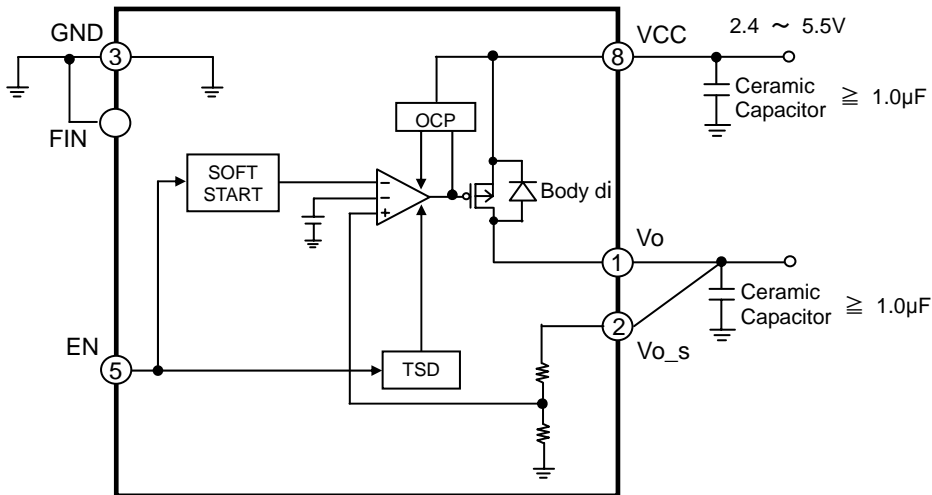 GND
3
FIN
VCC
8
2.4 ~ 5.5V
Ceramic
Capacitor
≧ 1.0µF
OCP
SOFT
START
−
−
+
Body di
Vo
1
Ceramic
Capacitor
≧ 1.0µF
2
Vo_s
EN
5
TSD